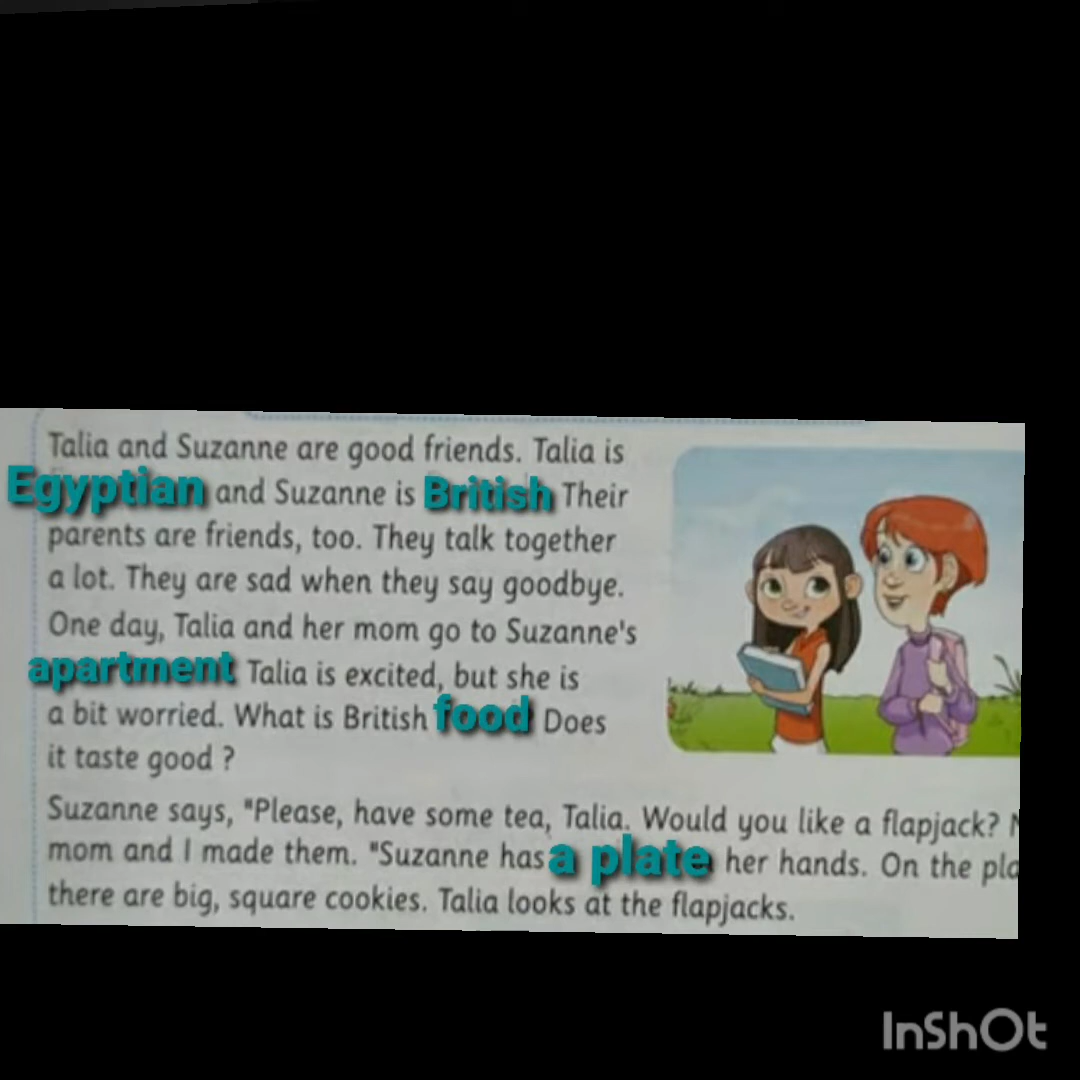 Talia and Suzanne are good friends. Talia is
Egyptian and Suzanne is British Their
parents are friends, too. They talk together
a lot. They are sad when they say goodbye.
One day, Talia and her mom go to Suzanne's
apartment Talia is excited, but she is
a bit worried. What is British food Does
it taste good ?
Suzanne says, "Please, have some tea, Talia. Would you like a flapjack?
mom and I made them. "Suzanne has a plate her hands. On the
there are big, square cookies. Talia looks at the flapjacks.
InShOt